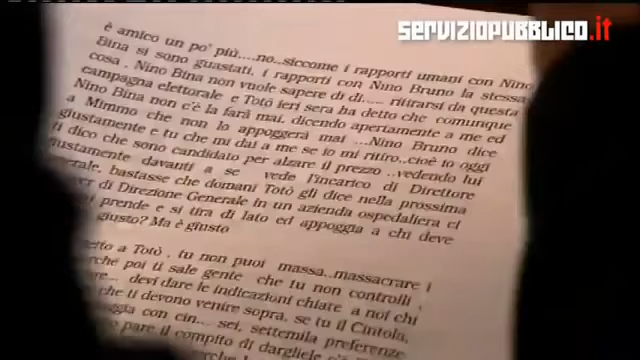 SERVIZIOPUBBLICO.it
è amico un po' più....no..siccome i rapporti umani con Nino
Bina si sono guastati, i rapporti con Nino Bruno la stessa
cosa . Nino Bina non vuole sapere di di..... ritirarsi da questa
campagna elettorale e Totò ieri sera ha detto che comunque
Nino Bina non c'è la farà mai, dicendo apertamente a me ed
a Mimmo che non lo appoggerà mai ...Nino Bruno dice
giustamente e tu che mi dai a me se io mi ritiro..cioè io oggi
ti dico che sono candidato per alzare il prezzo ..vedendo lui
giustamente davanti a se vede l'incarico di Direttore
bastasse che domani Totò gli dice nella prossima
di Direzione Generale in un azienda ospedaliera ci
prende e si tira di lato ed appoggia a chi deve
giusto? Ma è giusto
a Totò , tu non puoi massa..massacrare i
poi ti sale gente che tu non controlli ,
devi dare le indicazioni chiare a noi chi
che ti devono venire sopra, se tu il Cintola,
con cin... sei, settemila preferenze
pare il compito di dargliele